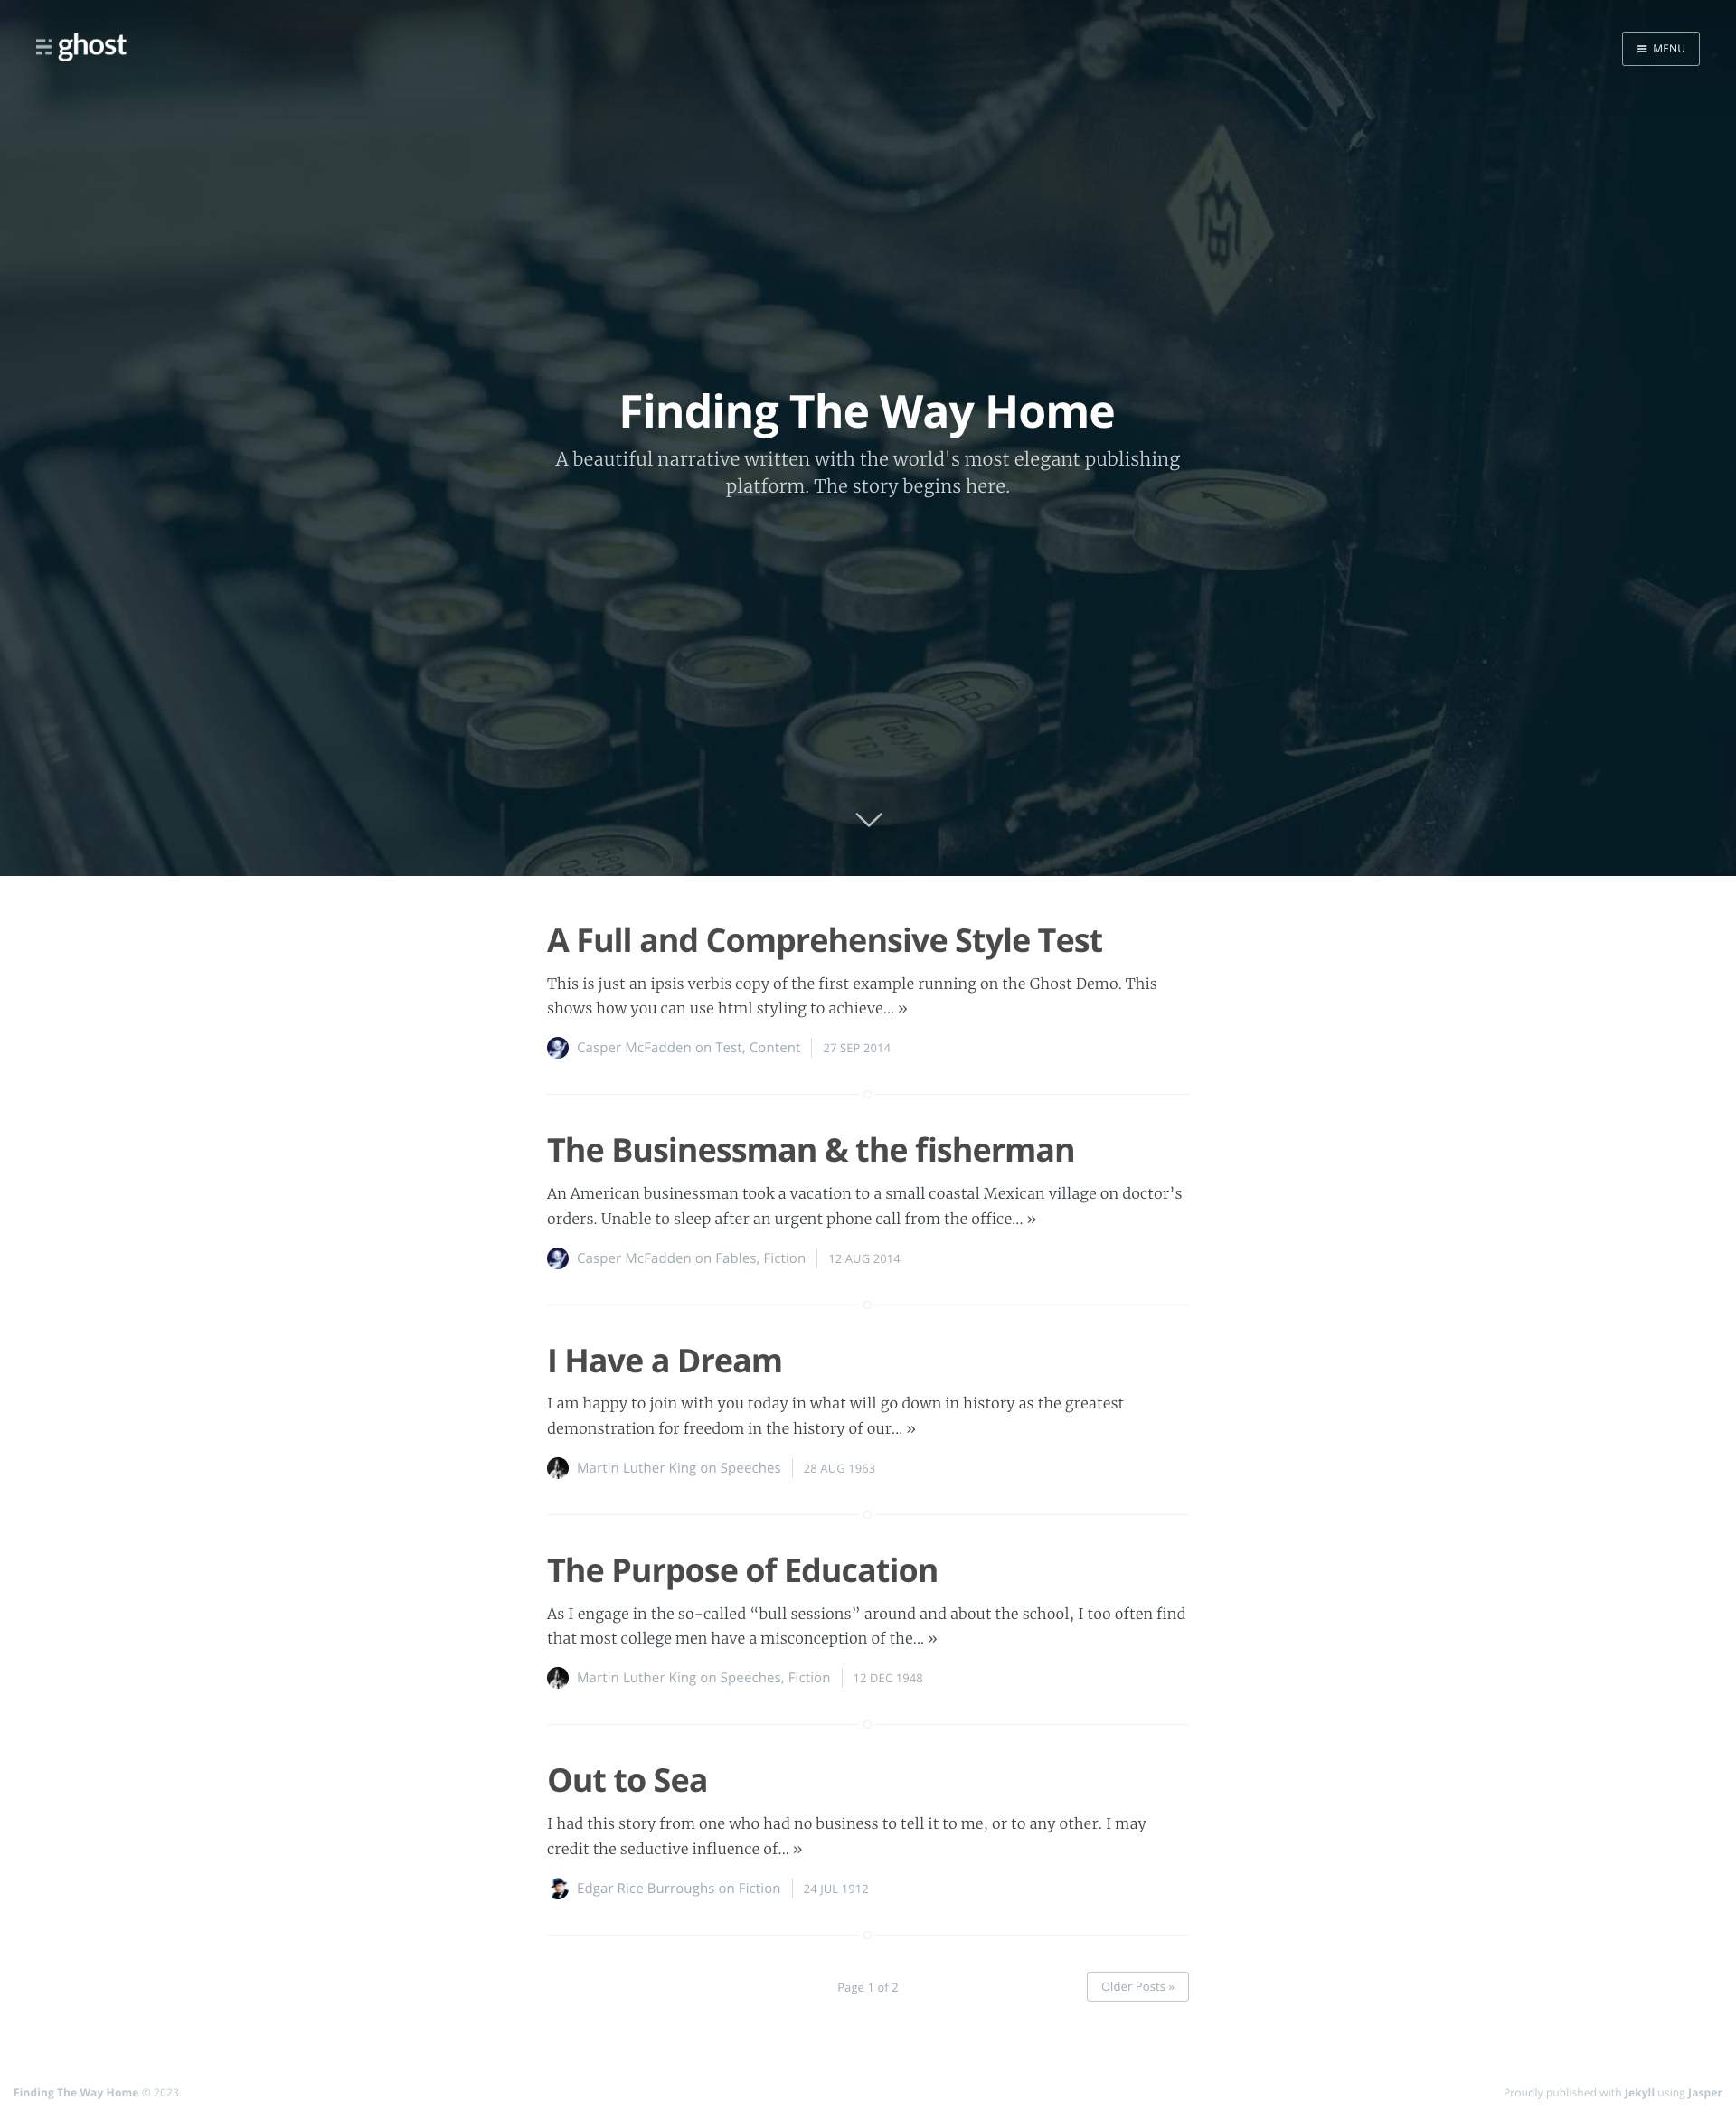 ghost
MENU
Finding The Way Home
A beautiful narrative written with the world's most elegant publishing
platform. The story begins here.
Табуля
тор
A Full and Comprehensive Style Test
This is just an ipsis verbis copy of the first example running on the Ghost Demo. This
shows how you can use html styling to achieve... »
Casper McFadden on Test, Content 27 SEP 2014
The Businessman & the fisherman
An American businessman took a vacation to a small coastal Mexican village on doctor’s
orders. Unable to sleep after an urgent phone call from the office... »
Casper McFadden on Fables, Fiction 12 AUG 2014
I Have a Dream
I am happy to join with you today in what will go down in history as the greatest
demonstration for freedom in the history of our... »
Martin Luther King on Speeches 28 AUG 1963
The Purpose of Education
As I engage in the so-called “bull sessions” around and about the school, I too often find
that most college men have a misconception of the... »
Martin Luther King on Speeches, Fiction 12 DEC 1948
Out to Sea
I had this story from one who had no business to tell it to me, or to any other. I may
credit the seductive influence of... »
Edgar Rice Burroughs on Fiction 24 JUL 1912
Page 1 of 2
Older Posts »
Finding The Way Home © 2023
Proudly published with Jekyll using Jasper